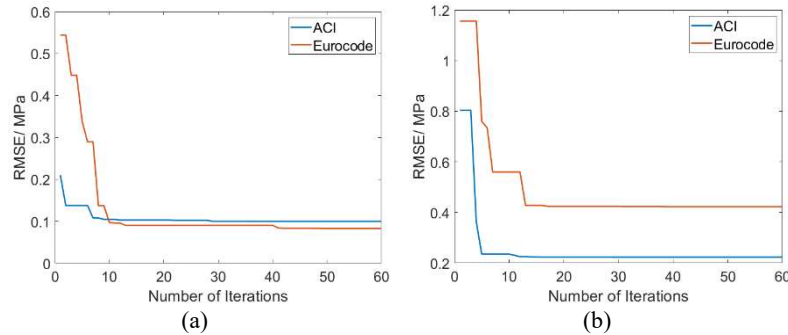 0.6
0.5
0.4
0.3
0.2
0.1
0
RMSE/ MPa
ACI
Eurocode
0 10 20 30 40 50 60
Number of Iterations
(a)
1.2
1
0.8
0.6
0.4
0.2
RMSE/ MPa
ACI
Eurocode
0 10 20 30 40 50 60
Number of Iterations
(b)